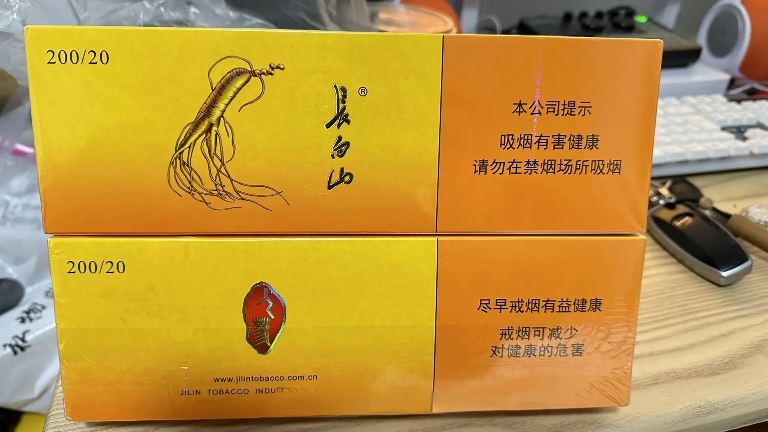 200/20
長白山®
本公司提示
吸烟有害健康
请勿在禁烟场所吸烟
200/20
www.jilintobacco.com.cn
JILIN TOBACCO
尽早戒烟有益健康
戒烟可减少
对健康的危害